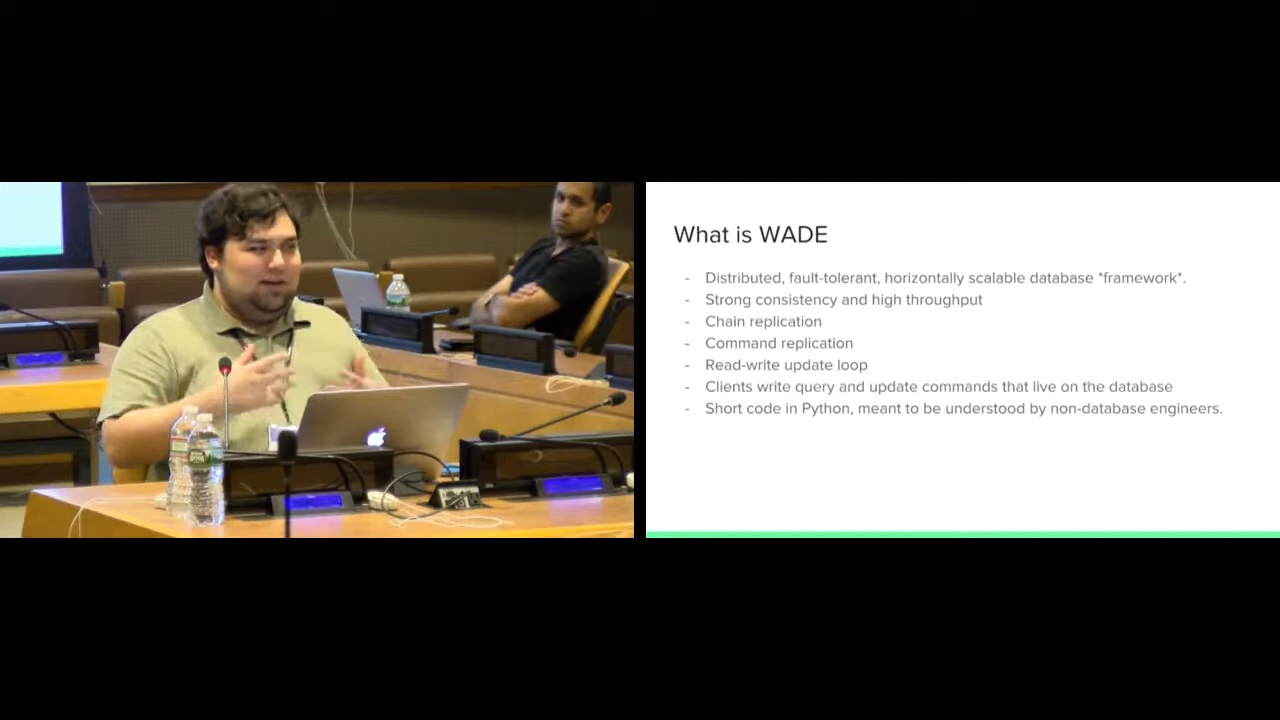 What is WADE
- Distributed, fault-tolerant, horizontally scalable database *framework*.
- Strong consistency and high throughput
- Chain replication
- Command replication
- Read-write update loop
- Clients write query and update commands that live on the database
- Short code in Python, meant to be understood by non-database engineers.